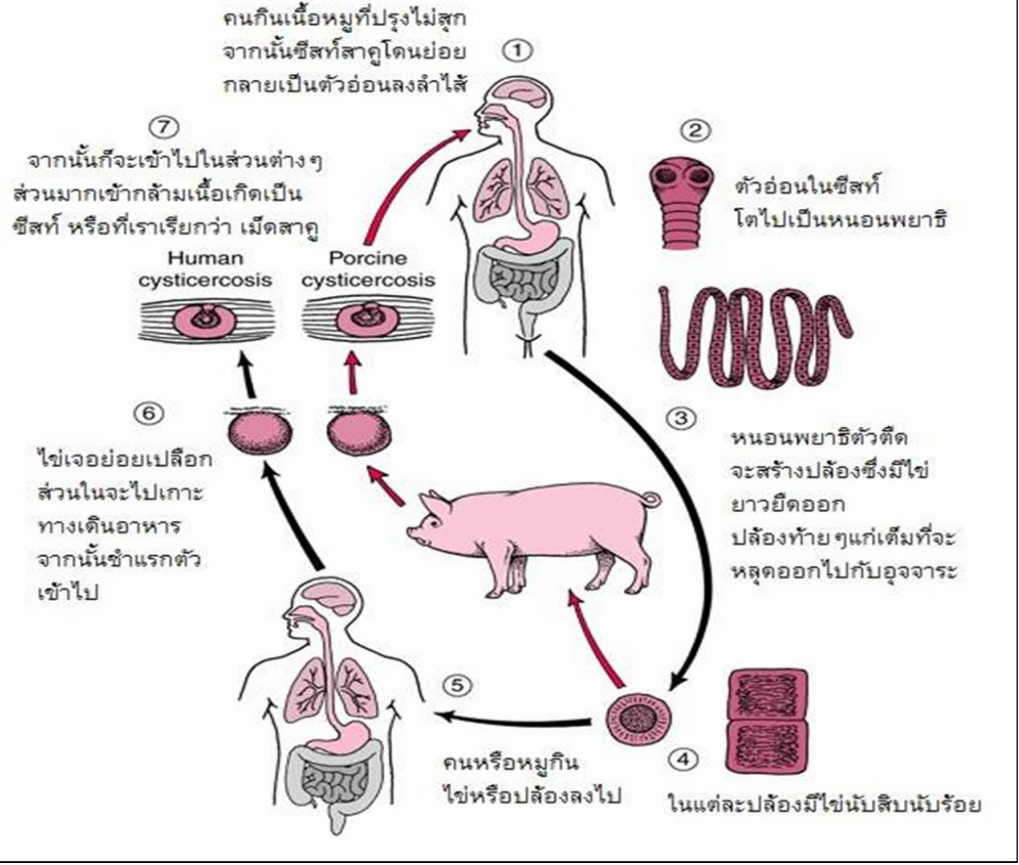 คนกินเนื้อหมูที่ปรุงไม่สุก
จากนั้นซีสท์สาคูโดนย่อย
กลายเป็นตัวอ่อนลงลำไส้
1
2
ตัวอ่อนในซีสท์
โตไปเป็นหนอนพยาธิ
3
หนอนพยาธิตัวตืด
จะสร้างปล้องซึ่งมีไข่
ยาวยืดออก
ปล้องท้ายๆแก่เต็มที่จะ
หลุดออกไปกับอุจจาระ
4
ในแต่ละปล้องมีไข่นับสิบนับร้อย
5
คนหรือหมูกิน
ไข่หรือปล้องลงไป
6
ไข่เจอย่อยเปลือก
ส่วนในจะไปเกาะ
ทางเดินอาหาร
จากนั้นชำแรกตัว
เข้าไป
7
จากนั้นก็จะเข้าไปในส่วนต่างๆ
ส่วนมากเข้ากล้ามเนื้อเกิดเป็น
ซีสท์ หรือที่เราเรียกว่า เม็ดสาคู
Human
cysticercosis
Porcine
cysticercosis